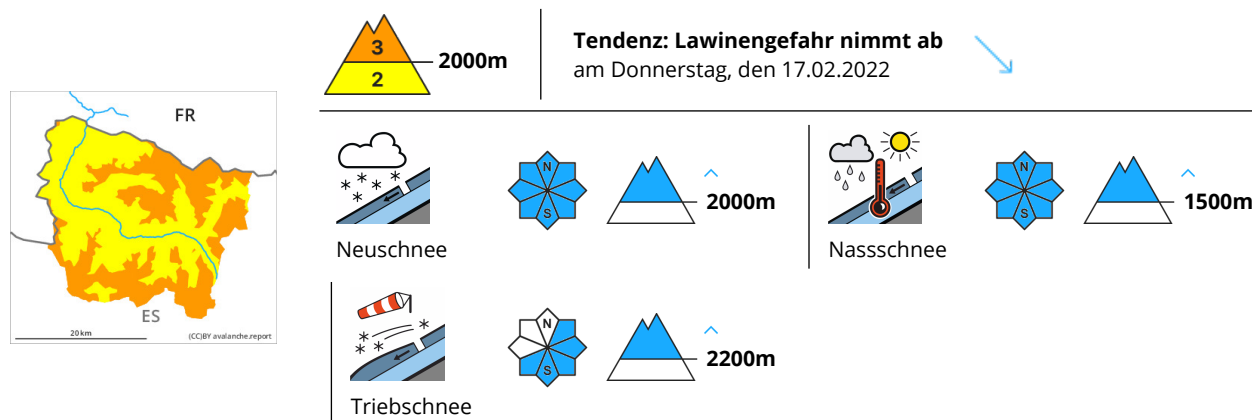 3
2
2000m
Tendenz: Lawinengefahr nimmt ab
am Donnerstag, den 17.02.2022
FR
ES
20 km
(CC)BY avalanche.report
N
S
2000m
Neuschnee
N
S
1500m
Nassschnee
N
S
2200m
Triebschnee